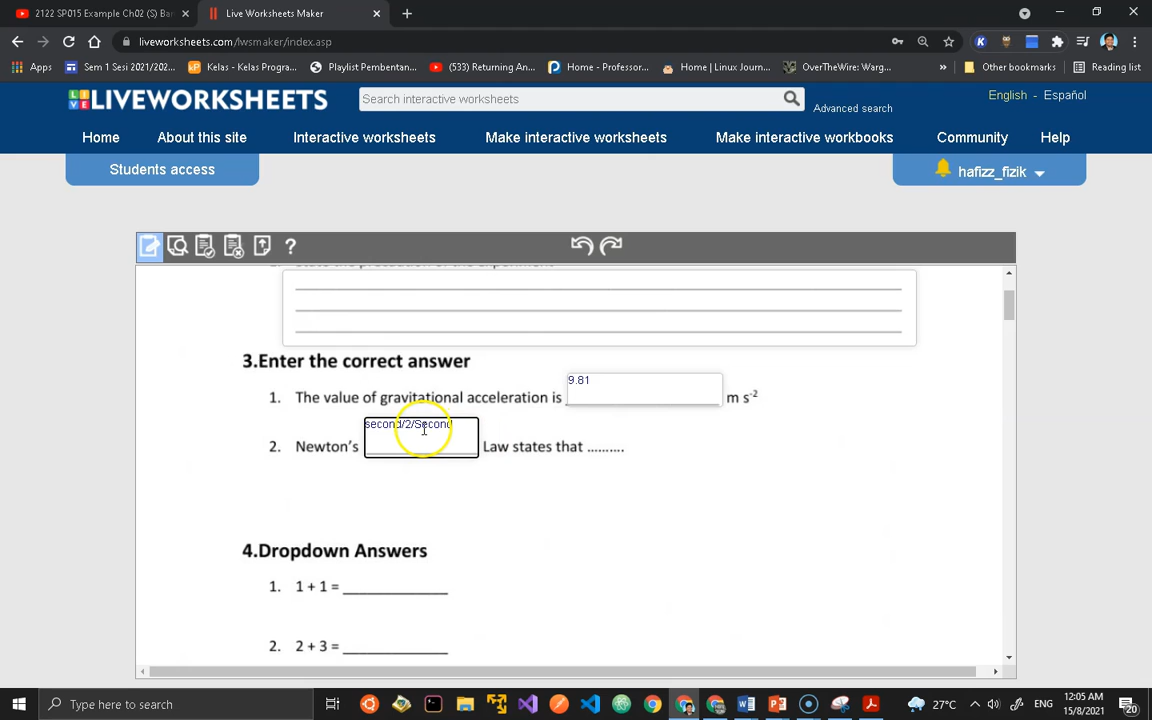 2122 SP015 Example Ch02 (S) Ba
Live Worksheets Maker
liveworksheets.com/lwsmaker/index.asp
Apps
Sem 1 Sesi 2021/202...
Kelas - Kelas Progra...
Playlist Pembentan...
(533) Returning An...
Home - Professor...
Home | Linux Journ...
OverTheWire: Warg...
Other bookmarks
Reading list
LIVEWORKSHEETS
Search interactive worksheets
Advanced search
English - Español
Home
About this site
Interactive worksheets
Make interactive worksheets
Make interactive workbooks
Community
Help
Students access
hafizz_fizik
3.Enter the correct answer
9.81
1. The value of gravitational acceleration is m s-2
second/2/Second
2. Newton's Law states that ..........
4.Dropdown Answers
1. 1 + 1 =
2. 2 + 3 =
Type here to search
27°C
ENG
12:05 AM
15/8/2021
20